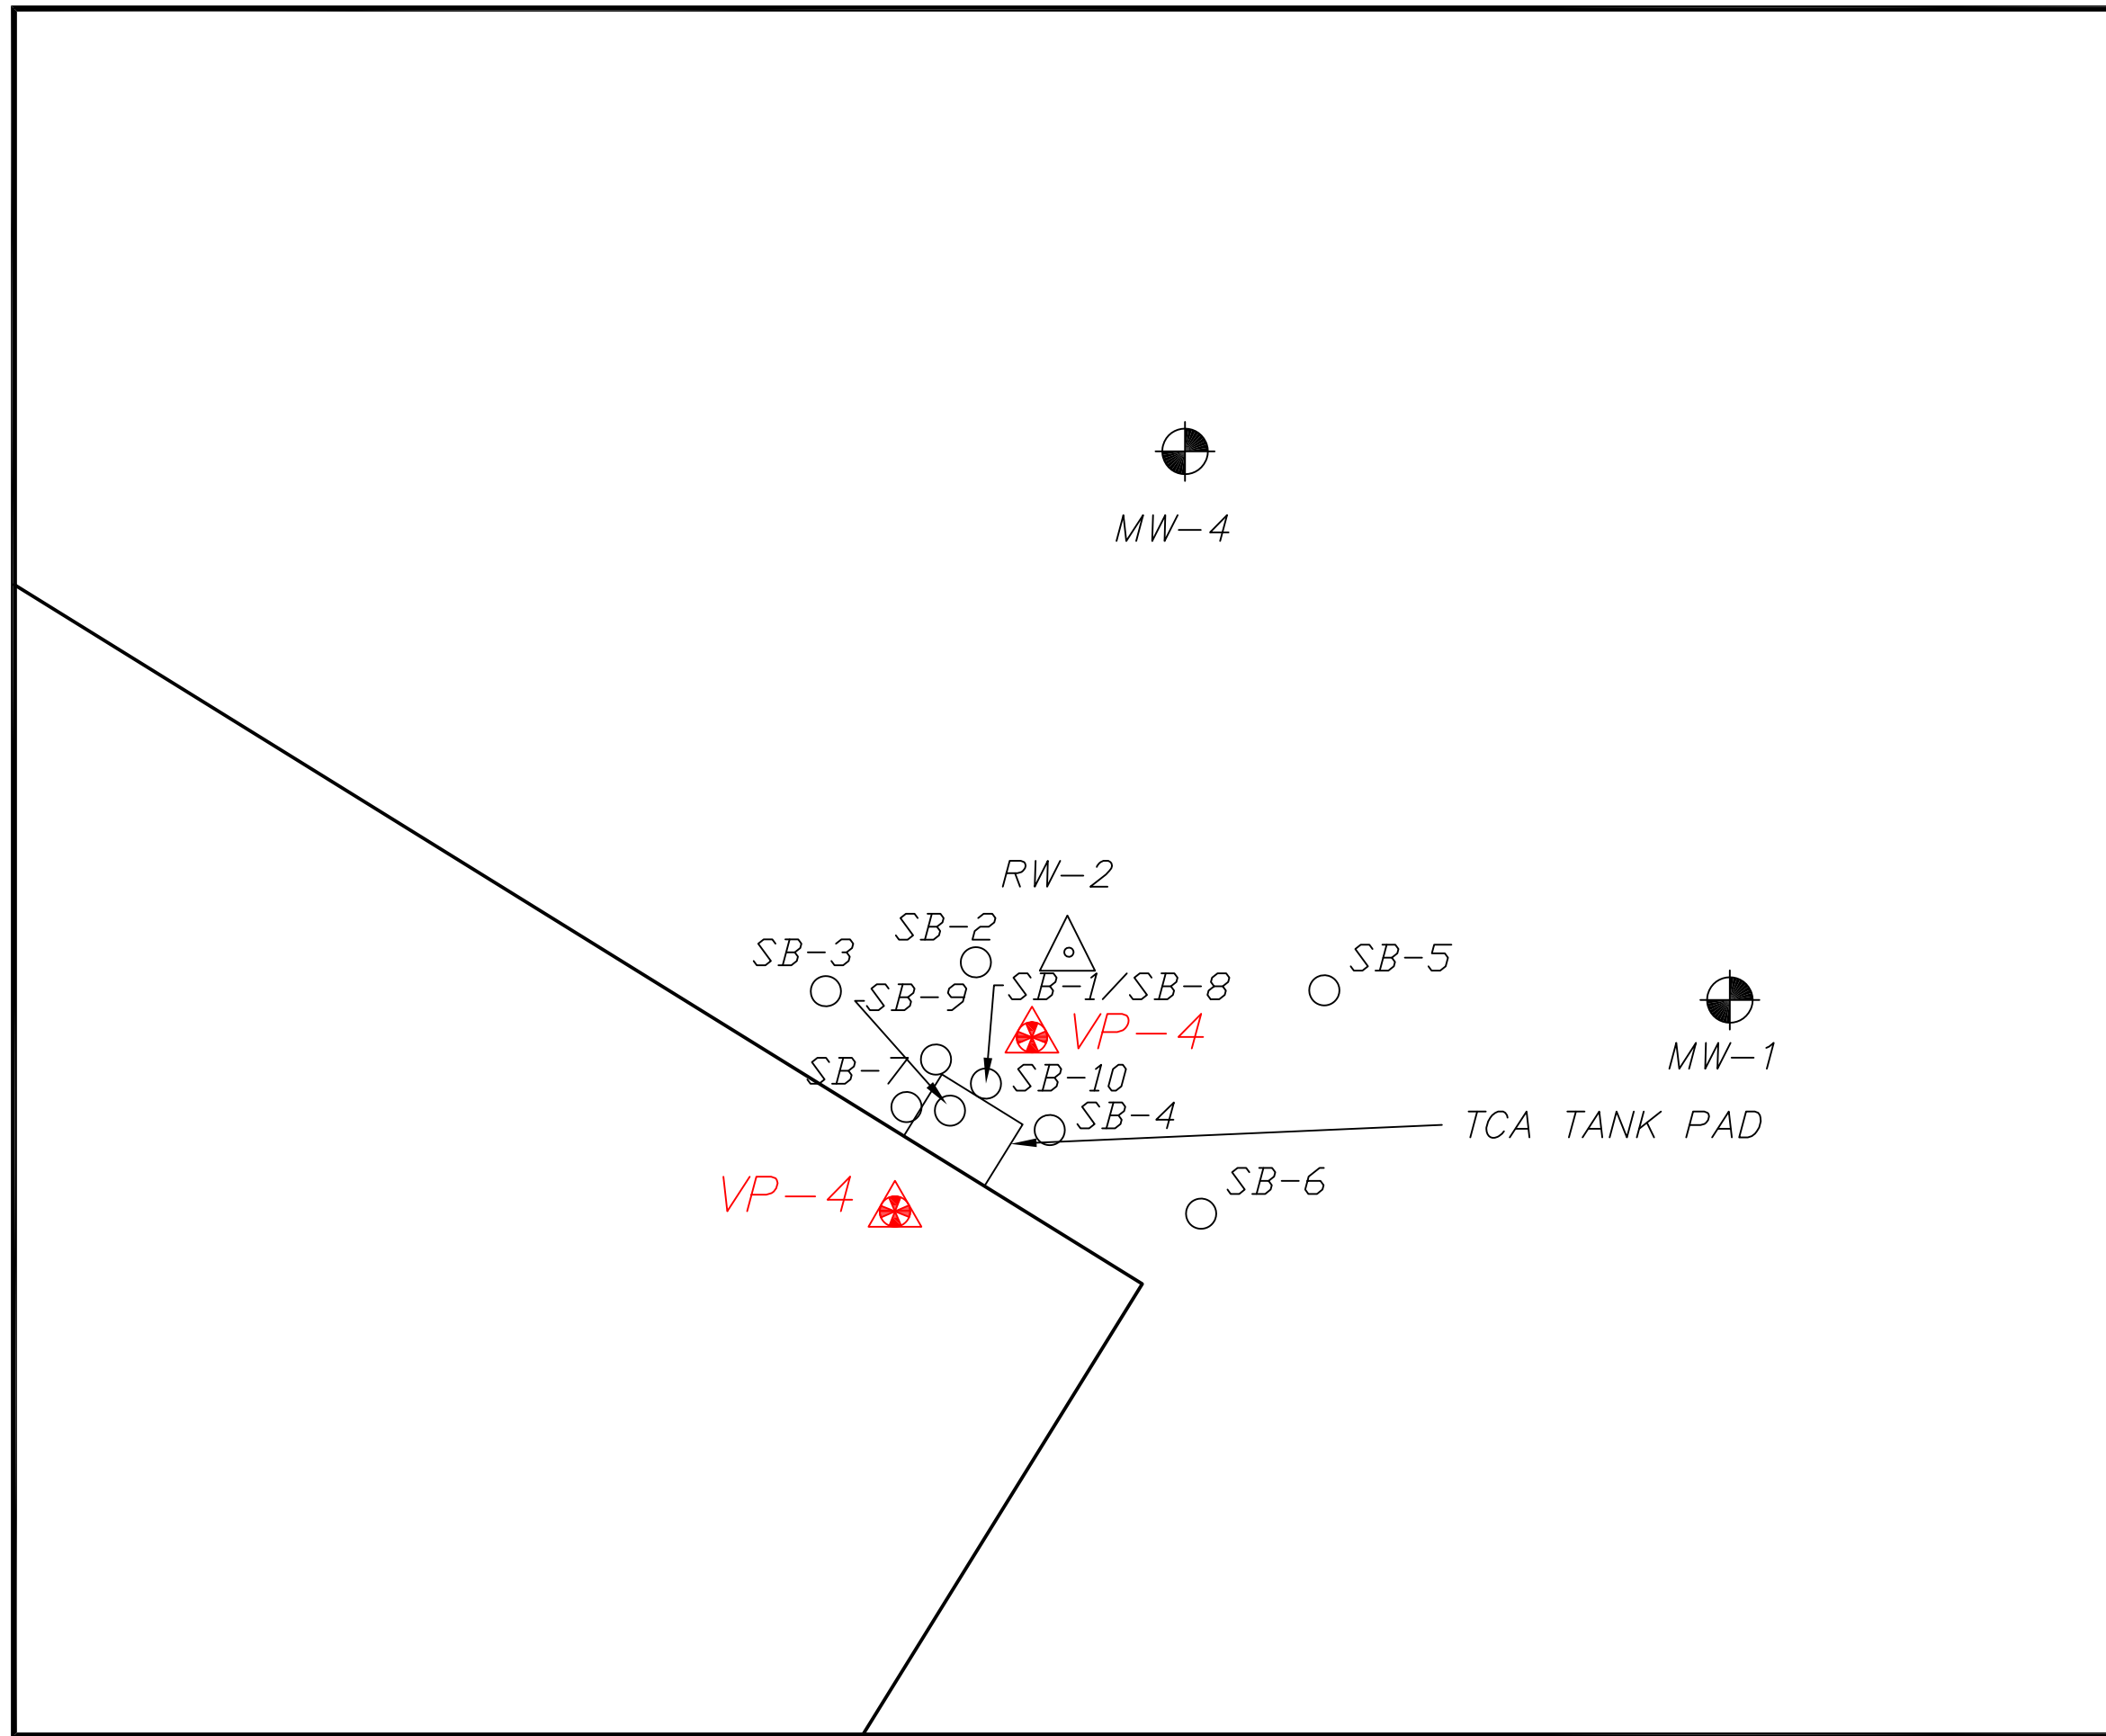 MW-4
RW-2
SB-2
SB-3
SB-5
SB-9
SB-1/SB-8
VP-4
MW-1
SB-7
SB-10
SB-4
TCA TANK PAD
SB-6
VP-4